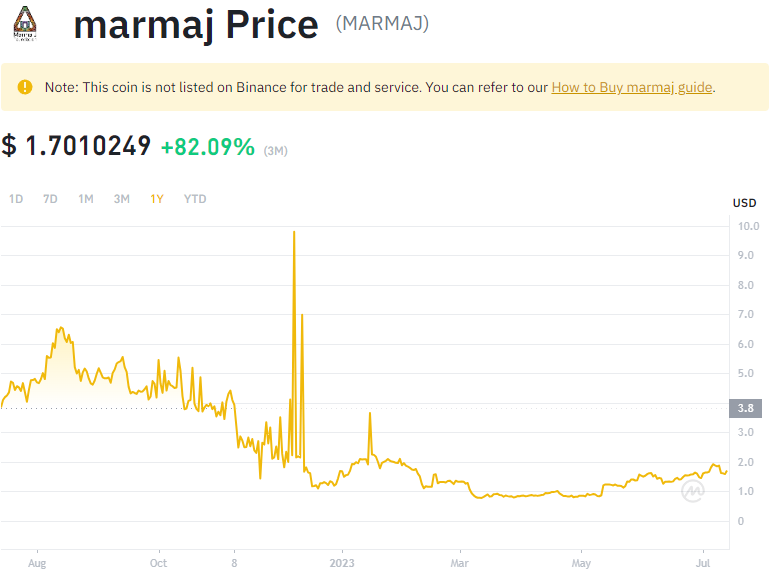 marmaj Price (MARMAJ)
Note: This coin is not listed on Binance for trade and service. You can refer to our How to Buy marmaj guide.
$ 1.7010249 +82.09% (3M)
1D 7D 1M 3M 1Y YTD
USD
10.0
9.0
8.0
7.0
6.0
5.0
3.8
3.0
2.0
1.0
0
Aug Oct 8 2023 Mar May Jul